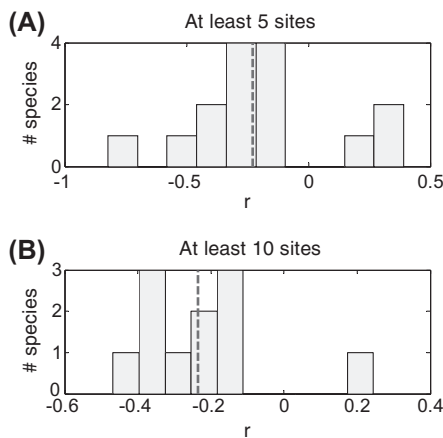 (A)
At least 5 sites
# species
4
2
0
-1
-0.5
0
0.5
r
(B)
At least 10 sites
# species
3
2
1
0
-0.6
-0.4
-0.2
0
0.2
0.4
r